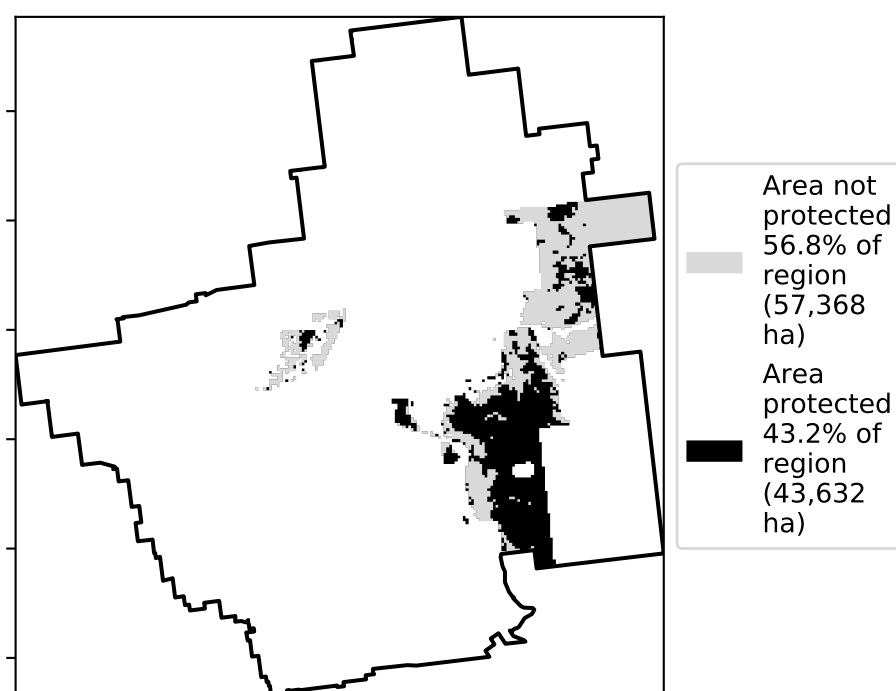 Area not
protected
56.8% of
region
(57,368
ha)
Area
protected
43.2% of
region
(43,632
ha)